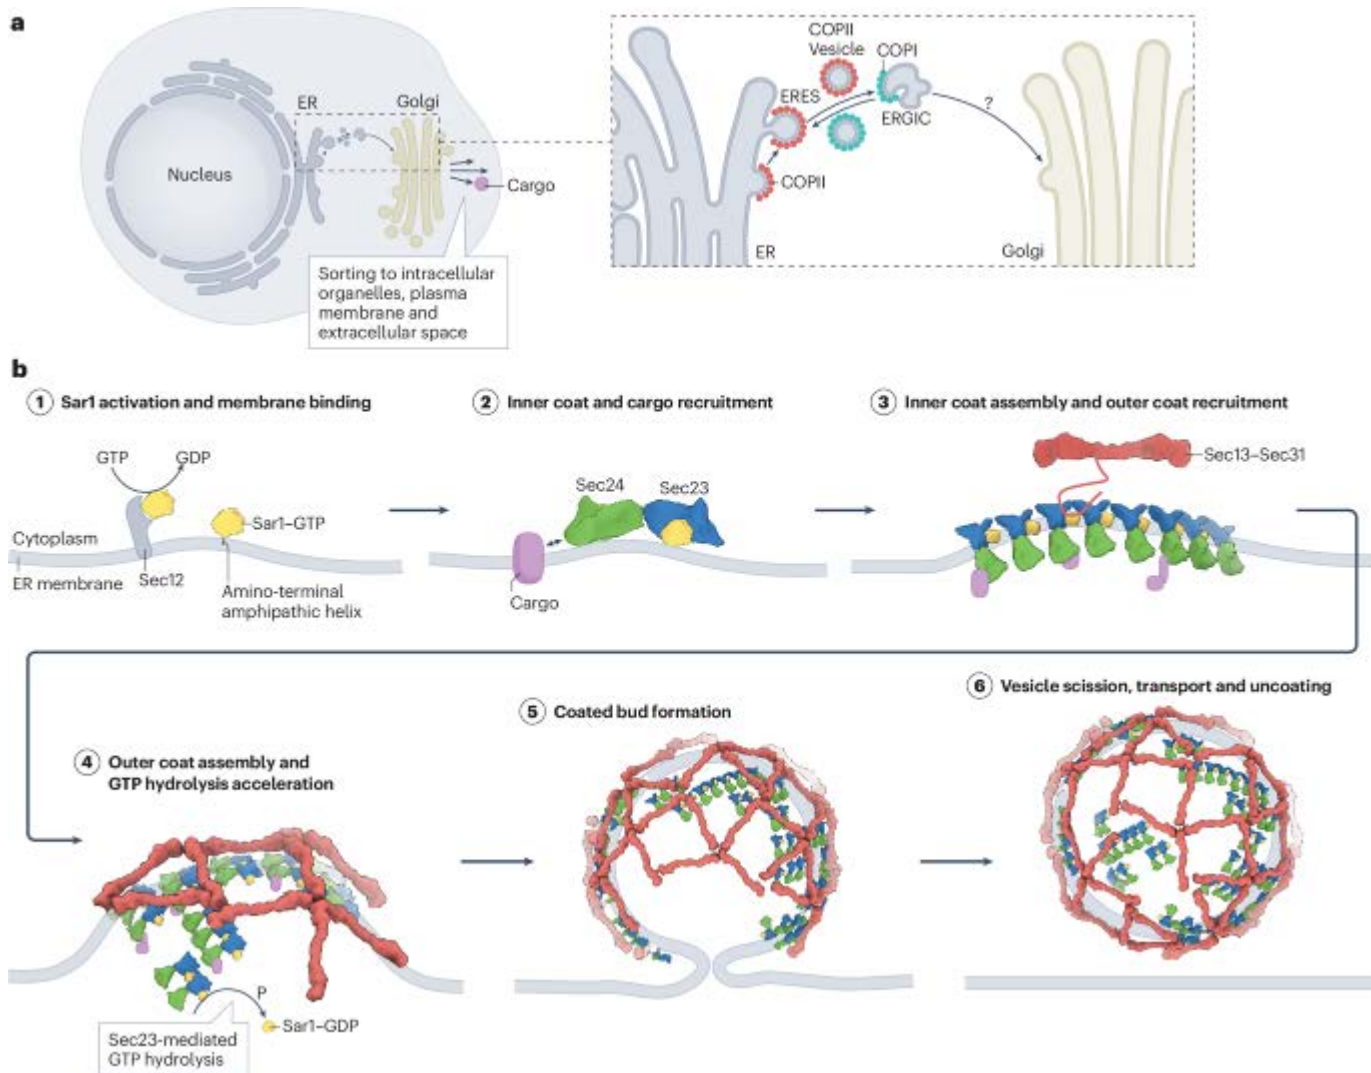 a
ER
Golgi
Nucleus
Cargo
Sorting to intracellular
organelles, plasma
membrane and
extracellular space
COPII
Vesicle
COPI
ERES
?
ERGIC
COPII
ER
Golgi
b
1 Sar1 activation and membrane binding
GTP
GDP
Sar1–GTP
Cytoplasm
ER membrane
Sec12
Amino-terminal
amphipathic helix
2 Inner coat and cargo recruitment
Sec24
Sec23
Cargo
3 Inner coat assembly and outer coat recruitment
Sec13–Sec31
4 Outer coat assembly and
GTP hydrolysis acceleration
P
Sar1–GDP
Sec23-mediated
GTP hydrolysis
5 Coated bud formation
6 Vesicle scission, transport and uncoating